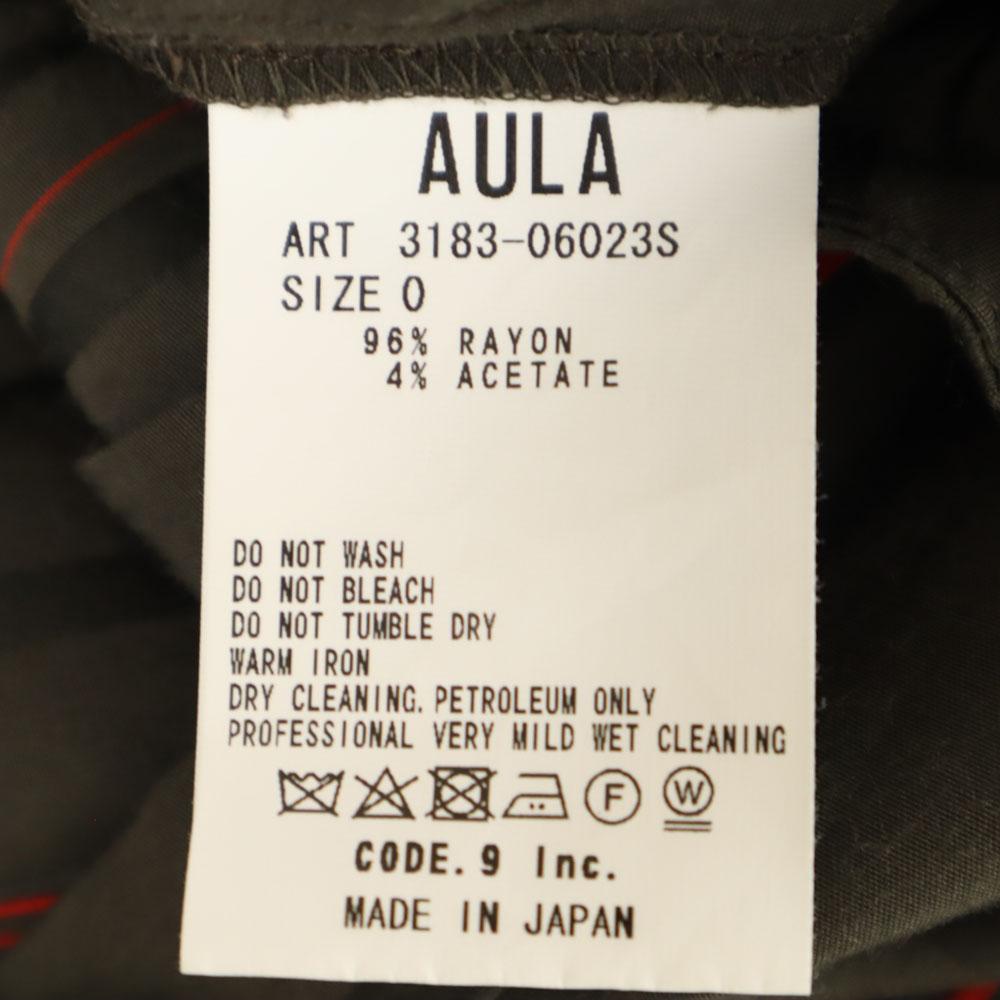 AULA
ART 3183-06023S
SIZE 0
96% RAYON
4% ACETATE
DO NOT WASH
DO NOT BLEACH
DO NOT TUMBLE DRY
WARM IRON
DRY CLEANING. PETROLEUM ONLY
PROFESSIONAL VERY MILD WET CLEANING
F W
CODE. 9 Inc.
MADE IN JAPAN